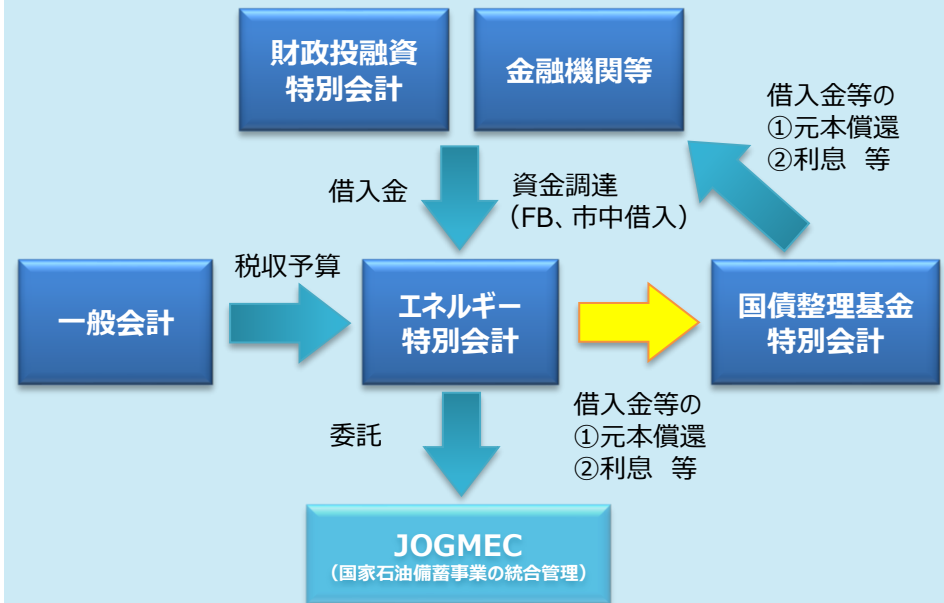 財政投融資
特別会計
金融機関等
借入金等の
①元本償還
②利息 等
借入金
資金調達
（FB、市中借入）
税収予算
一般会計
エネルギー
特別会計
国債整理基金
特別会計
借入金等の
①元本償還
②利息 等
委託
JOGMEC
（国家石油備蓄事業の統合管理）